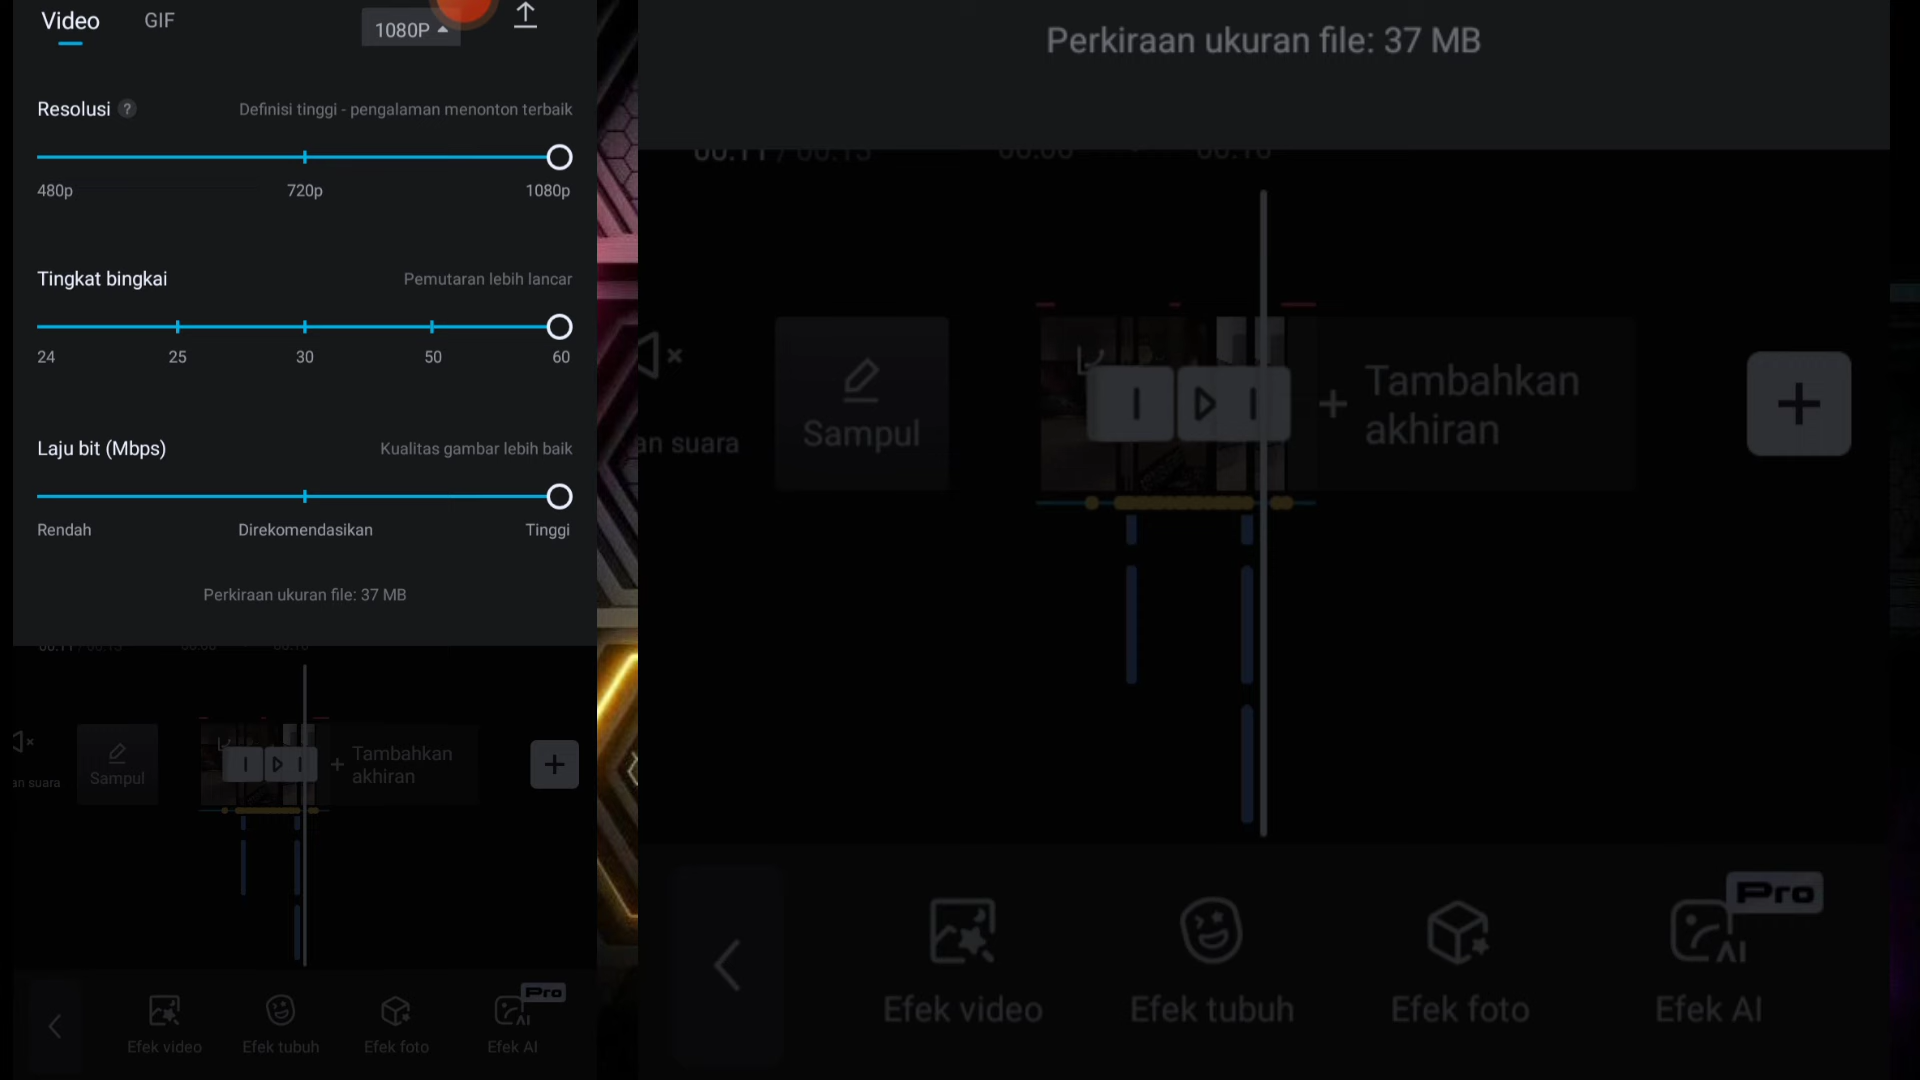 Video
GIF
1080P
Resolusi ?
Definisi tinggi - pengalaman menonton terbaik
480p
720p
1080p
Tingkat bingkai
Pemutaran lebih lancar
24
25
30
50
60
Laju bit (Mbps)
Kualitas gambar lebih baik
Rendah
Direkomendasikan
Tinggi
Perkiraan ukuran file: 37 MB
an suara
Sampul
+ Tambahkan
akhiran
+
Efek video
Efek tubuh
Efek foto
AI
Pro
Efek AI
Perkiraan ukuran file: 37 MB
an suara
Sampul
+ Tambahkan
akhiran
+
Efek video
Efek tubuh
Efek foto
AI
Pro
Efek AI